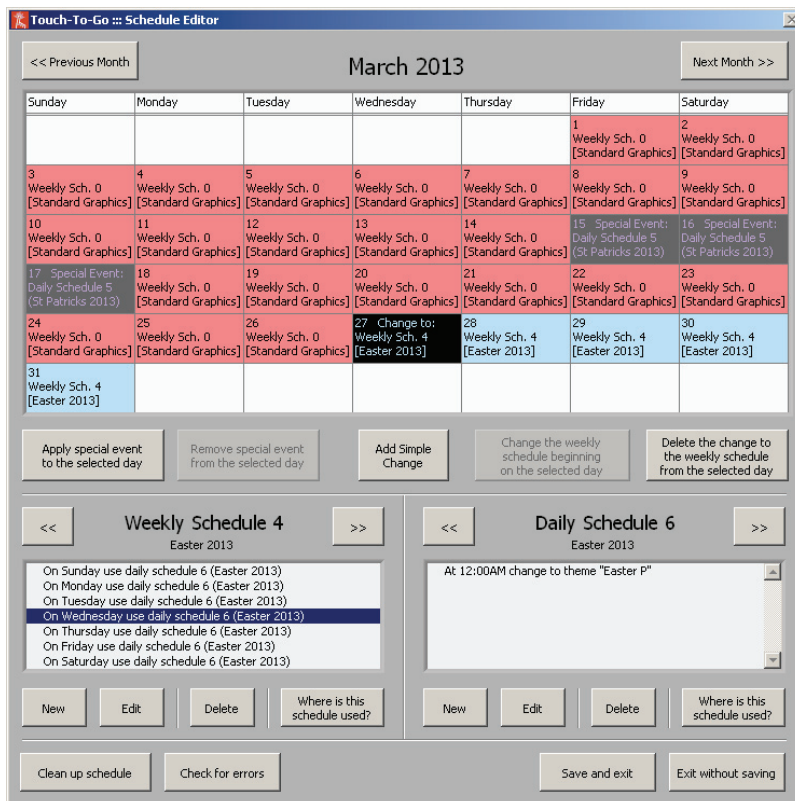 Touch-To-Go ::: Schedule Editor
<< Previous Month
March 2013
Next Month >>
Sunday Monday Tuesday Wednesday Thursday Friday Saturday
1 2
Weekly Sch. 0 Weekly Sch. 0
[Standard Graphics] [Standard Graphics]
3 4 5 6 7 8 9
Weekly Sch. 0 Weekly Sch. 0 Weekly Sch. 0 Weekly Sch. 0 Weekly Sch. 0 Weekly Sch. 0 Weekly Sch. 0
[Standard Graphics] [Standard Graphics] [Standard Graphics] [Standard Graphics] [Standard Graphics] [Standard Graphics] [Standard Graphics]
10 11 12 13 14 15 Special Event: 16 Special Event:
Weekly Sch. 0 Weekly Sch. 0 Weekly Sch. 0 Weekly Sch. 0 Weekly Sch. 0 Daily Schedule 5 Daily Schedule 5
[Standard Graphics] [Standard Graphics] [Standard Graphics] [Standard Graphics] [Standard Graphics] (St Patricks 2013) (St Patricks 2013)
17 Special Event: 18 19 20 21 22 23
Daily Schedule 5 Weekly Sch. 0 Weekly Sch. 0 Weekly Sch. 0 Weekly Sch. 0 Weekly Sch. 0 Weekly Sch. 0
(St Patricks 2013) [Standard Graphics] [Standard Graphics] [Standard Graphics] [Standard Graphics] [Standard Graphics] [Standard Graphics]
24 25 26 27 Change to: 28 29 30
Weekly Sch. 0 Weekly Sch. 0 Weekly Sch. 0 Weekly Sch. 4 Weekly Sch. 4 Weekly Sch. 4 Weekly Sch. 4
[Standard Graphics] [Standard Graphics] [Standard Graphics] [Easter 2013] [Easter 2013] [Easter 2013] [Easter 2013]
31
Weekly Sch. 4
[Easter 2013]
Apply special event
to the selected day
Remove special event
from the selected day
Add Simple
Change
Change the weekly
schedule beginning
on the selected day
Delete the change to
the weekly schedule
from the selected day
<<
Weekly Schedule 4
>>
Easter 2013
On Sunday use daily schedule 6 (Easter 2013)
On Monday use daily schedule 6 (Easter 2013)
On Tuesday use daily schedule 6 (Easter 2013)
On Wednesday use daily schedule 6 (Easter 2013)
On Thursday use daily schedule 6 (Easter 2013)
On Friday use daily schedule 6 (Easter 2013)
On Saturday use daily schedule 6 (Easter 2013)
New
Edit
Delete
Where is this
schedule used?
<<
Daily Schedule 6
>>
Easter 2013
At 12:00AM change to theme "Easter P"
New
Edit
Delete
Where is this
schedule used?
Clean up schedule
Check for errors
Save and exit
Exit without saving